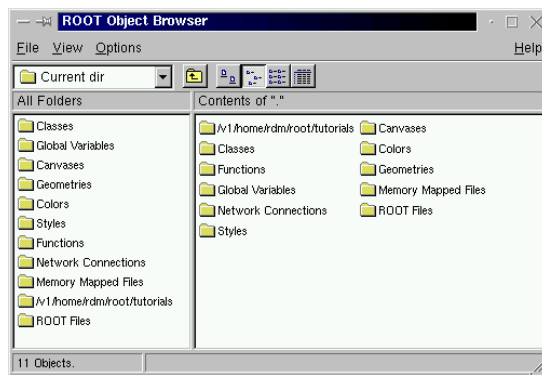 ROOT Object Browser
File View Options Help
Current dir
All Folders
Contents of "."
Classes
Global Variables
Canvases
Geometries
Colors
Styles
Functions
Network Connections
Memory Mapped Files
/v1/home/rdm/root/tutorials
ROOT Files
/v1/home/rdm/root/tutorials
Classes
Functions
Global Variables
Network Connections
Styles
Canvases
Colors
Geometries
Memory Mapped Files
ROOT Files
11 Objects.